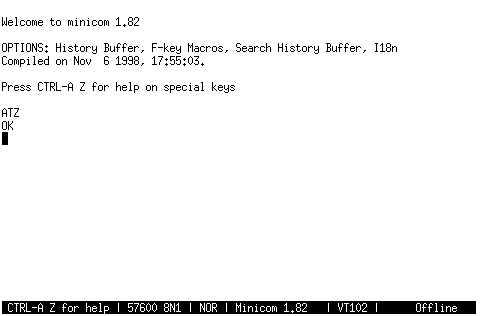 Welcome to minicom 1.82
OPTIONS: History Buffer, F-key Macros, Search History Buffer, I18n
Compiled on Nov  6 1998, 17:55:03.
Press CTRL-A Z for help on special keys
ATZ
OK
CTRL-A Z for help | 57600 8N1 | NOR | Minicom 1.82   | VT102 |      Offline